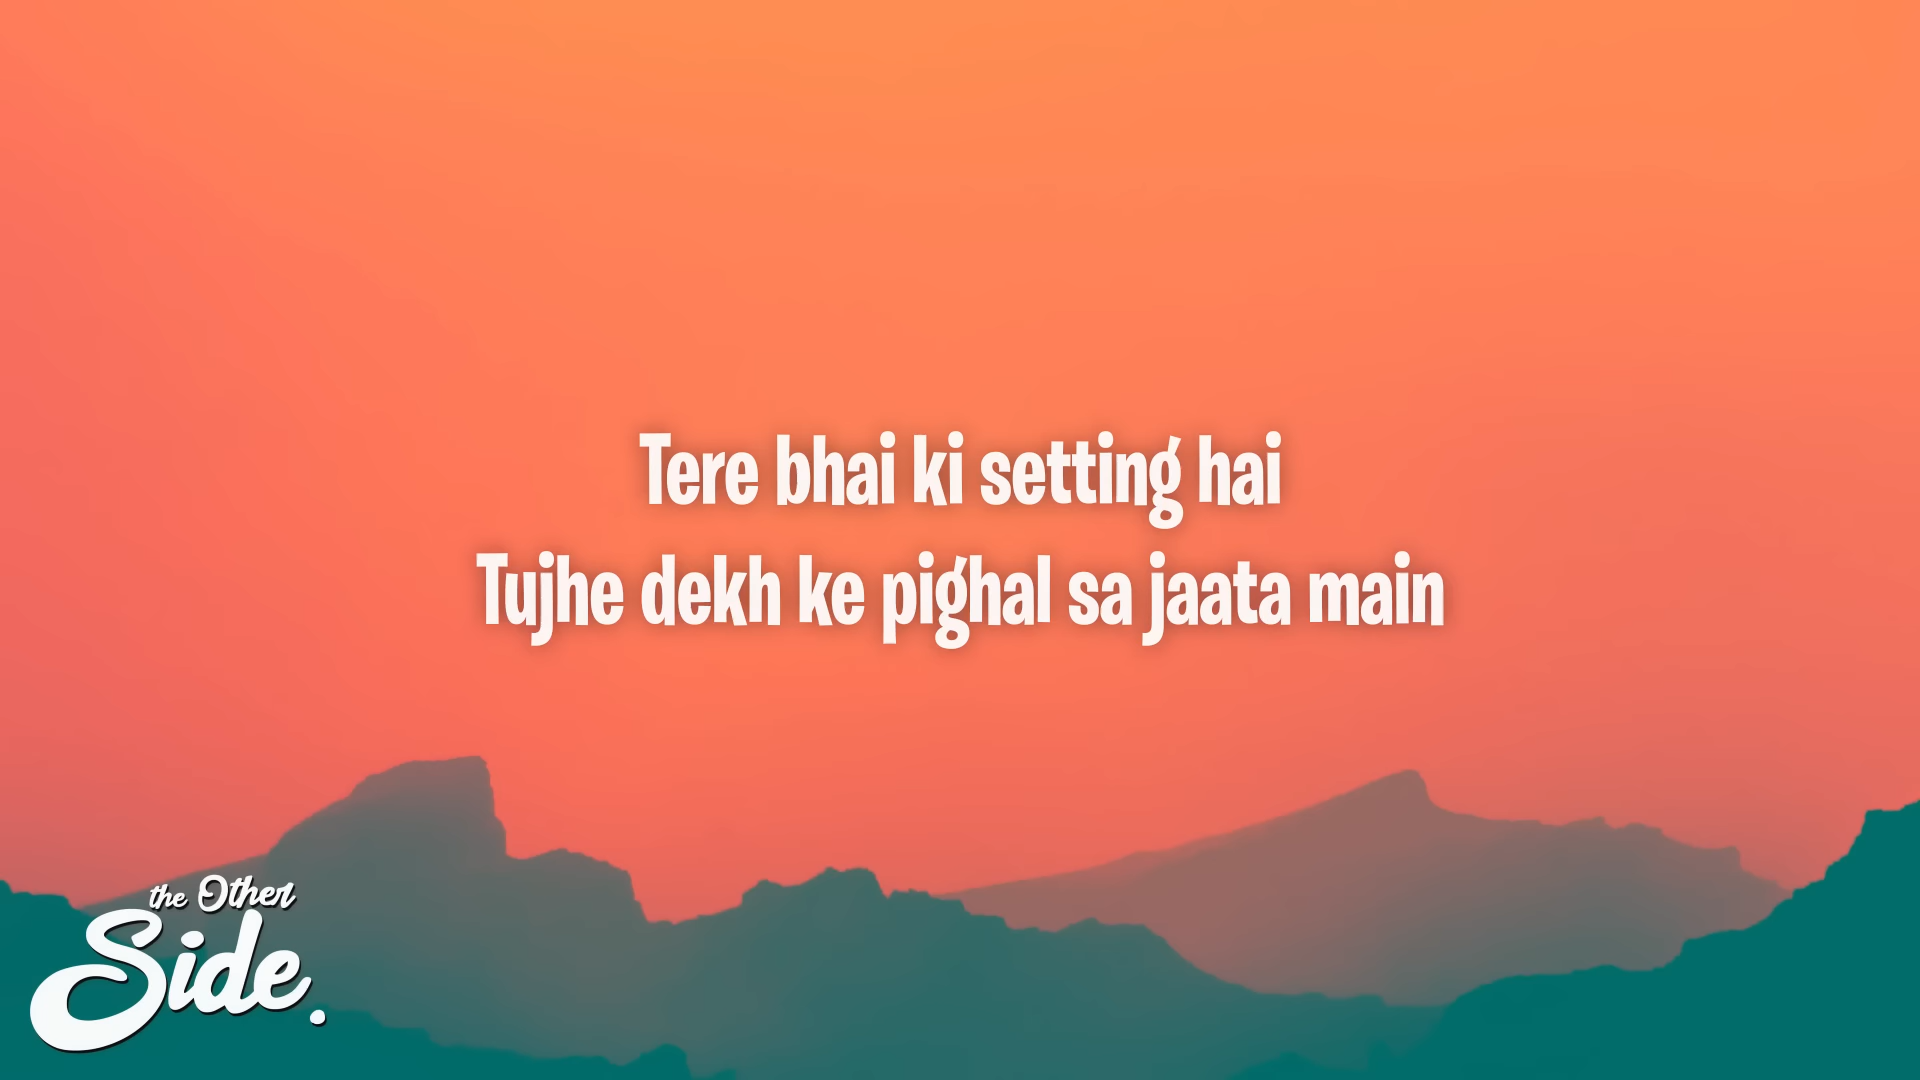 Tere bhai ki setting hai
Tujhe dekh ke pighal sa jaata main
the Other
Side.